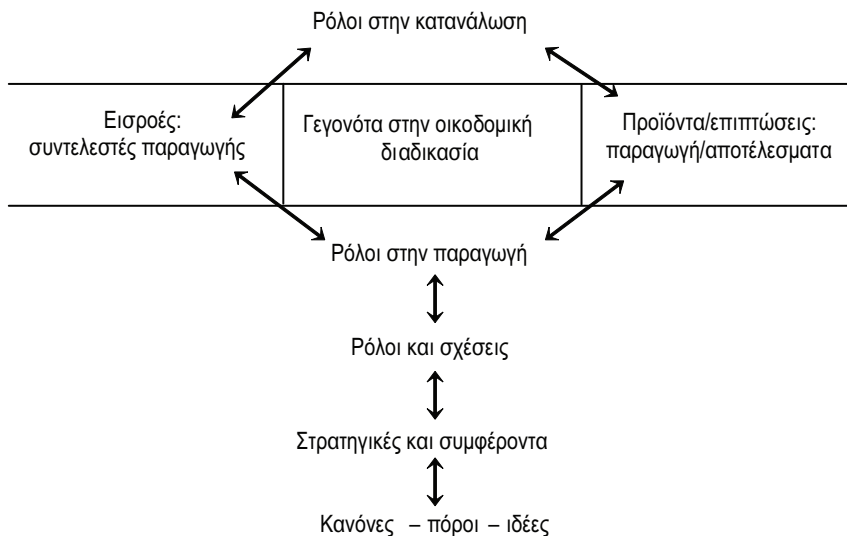 Ρόλοι στην κατανάλωση
Εισροές:
συντελεστές παραγωγής
Γεγονότα στην οικοδομική
διαδικασία
Προϊόντα/επιπτώσεις:
παραγωγή/αποτέλεσματα
Ρόλοι στην παραγωγή
Ρόλοι και σχέσεις
Στρατηγικές και συμφέροντα
Κανόνες – πόροι – ιδέες